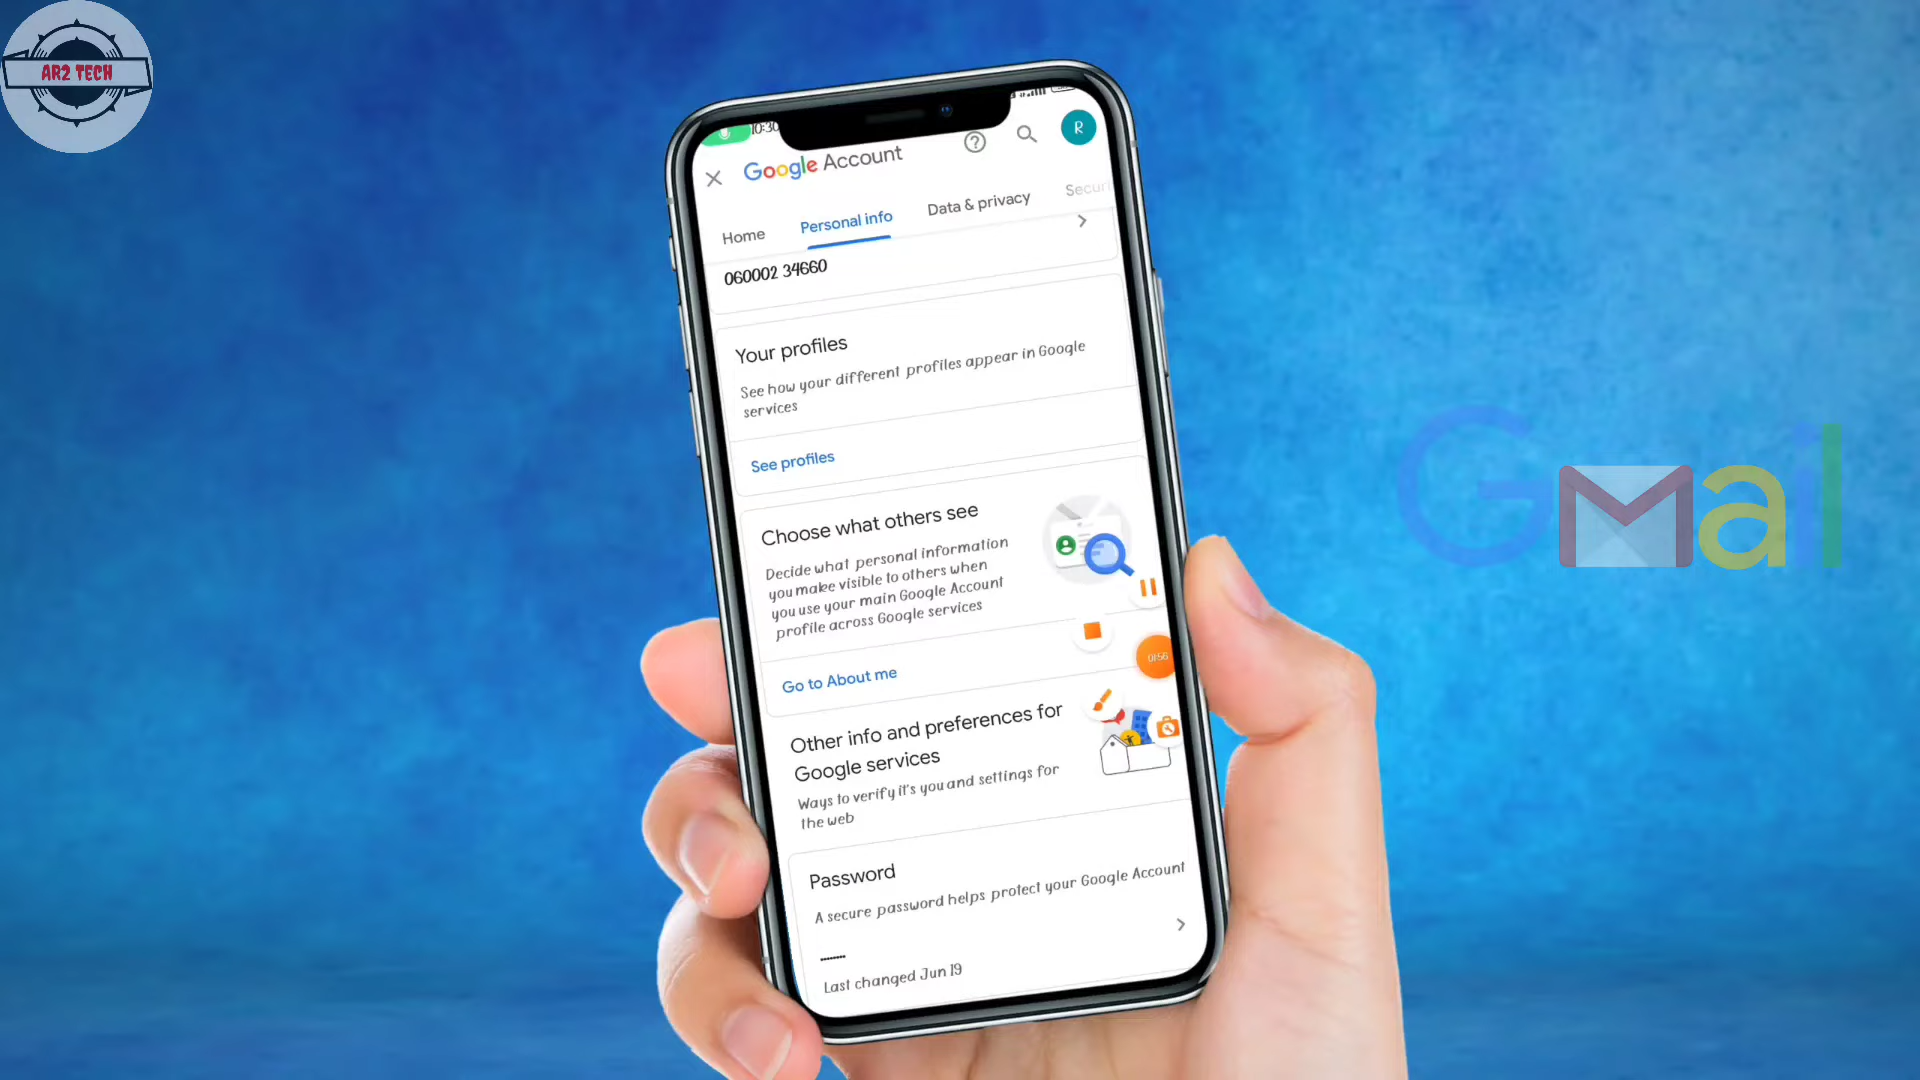 AR2 TECH
10:30
Google Account
?
R
Home
Personal info
Data & privacy
060002 34660
Your profiles
See how your different profiles appear in Google
services
See profiles
Choose what others see
Decide what personal information
you make visible to others when
you use your main Google Account
profile across Google services
01:56
Go to About me
Other info and preferences for
Google services
Ways to verify it's you and settings for
the web
Password
A secure password helps protect your Google Account
••••••••
Last changed Jun 19
Gmail